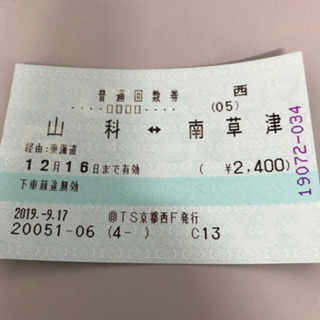 普通回数券 西
(05)
山科 ↔ 南草津
経由:東海道
12月16日まで有効 ( ¥2,400)
下車前途無効
2019.-9.17 @TS京都西F発行
20051-06 (4- ) C13
19072-034